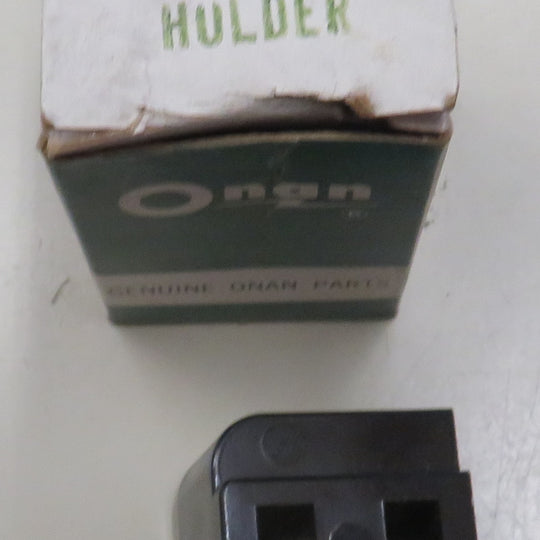 HOLDER
Onan
®
GENUINE ONAN PARTS